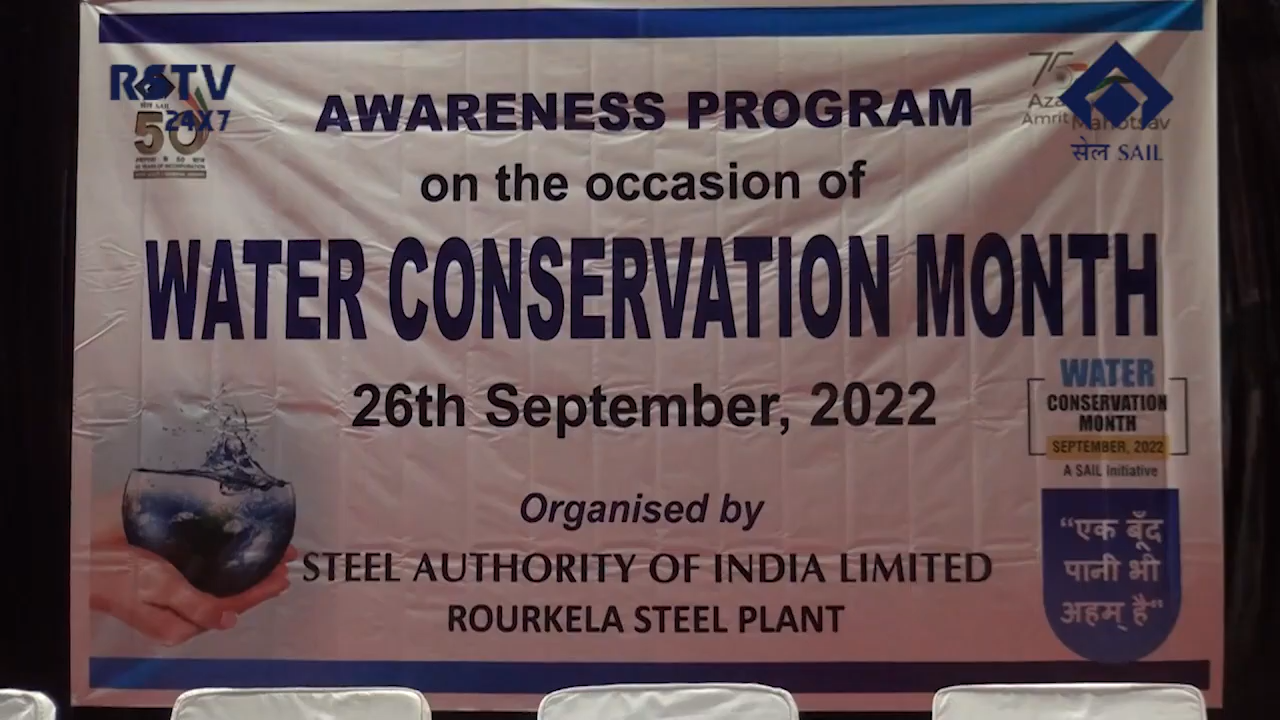 RSTV
24X7
सेल SAIL
50
75
Aza
Amrit Mahotsav
सेल SAIL
AWARENESS PROGRAM
on the occasion of
WATER CONSERVATION MONTH
26th September, 2022
WATER
CONSERVATION
MONTH
SEPTEMBER, 2022
A SAIL Initiative
Organised by
STEEL AUTHORITY OF INDIA LIMITED
ROURKELA STEEL PLANT
“एक बूँद
पानी भी
अहम् है“